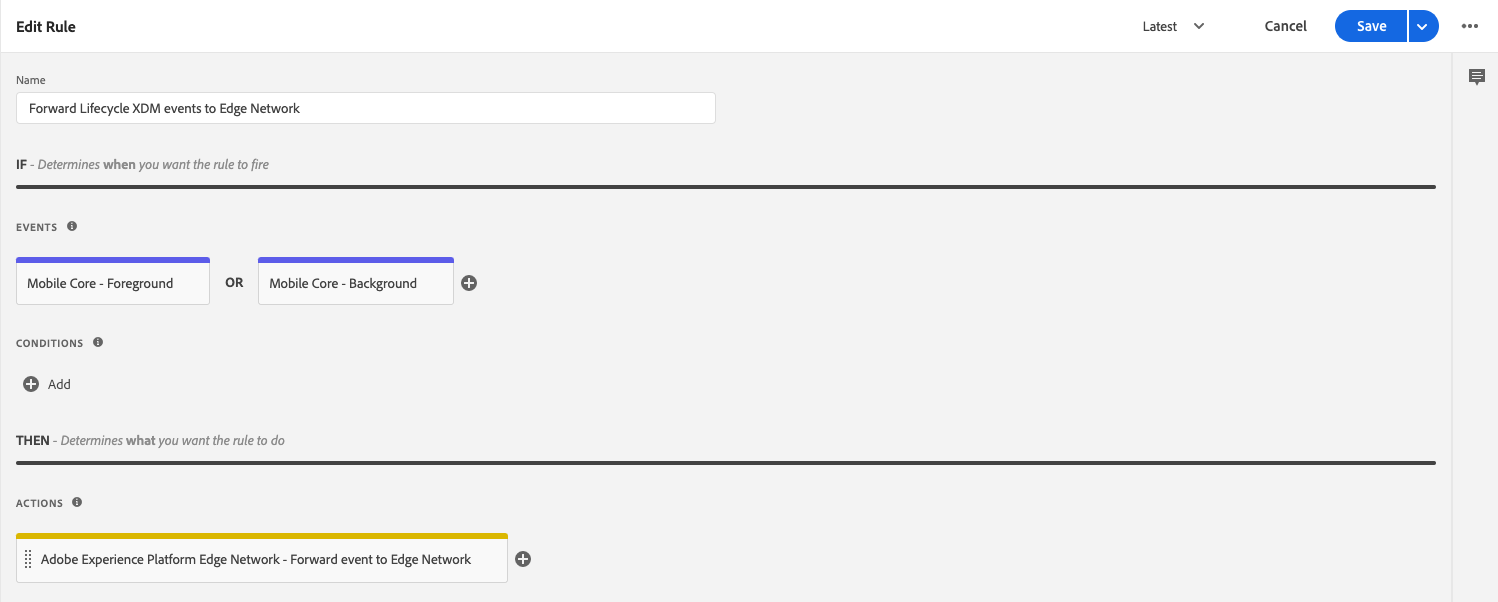 Edit Rule
Latest
Cancel
Save
Name
Forward Lifecycle XDM events to Edge Network
IF - Determines when you want the rule to fire
EVENTS
Mobile Core - Foreground
OR
Mobile Core - Background
CONDITIONS
Add
THEN - Determines what you want the rule to do
ACTIONS
Adobe Experience Platform Edge Network - Forward event to Edge Network